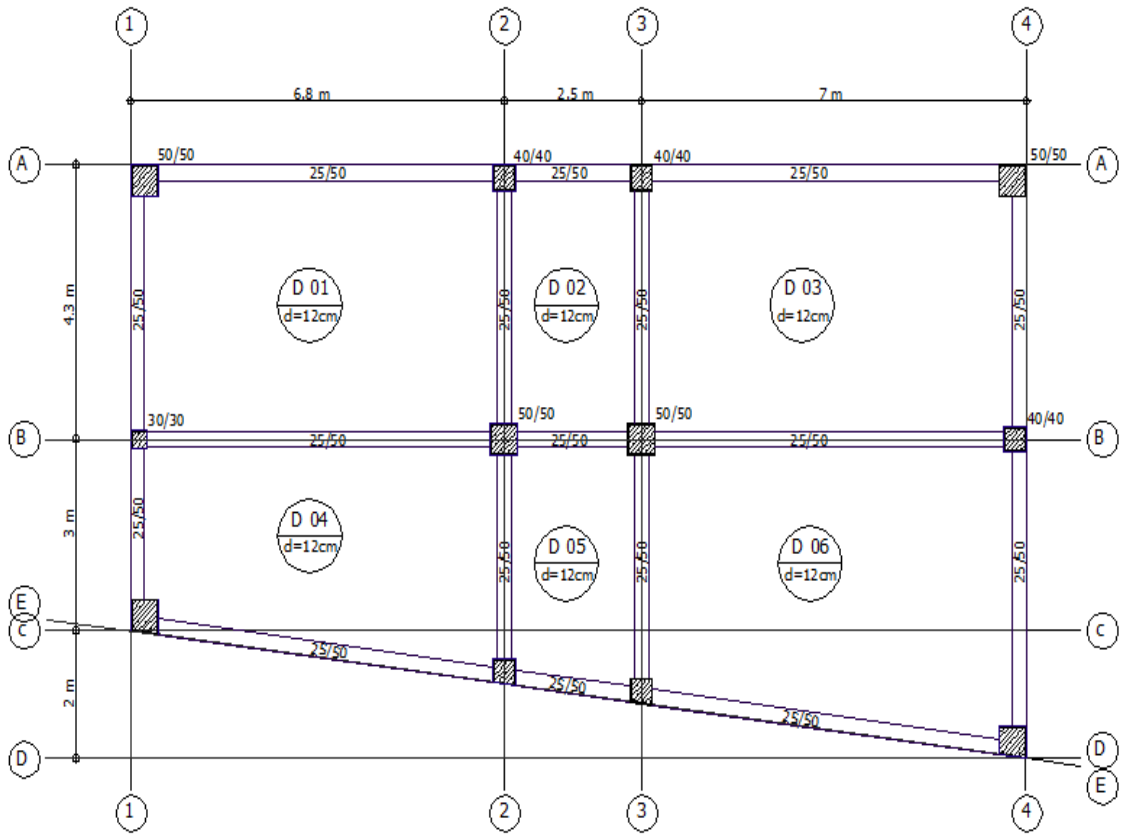 1 2 3 4
6.8 m 2.5 m 7 m
A 50/50 40/40 40/40 50/50 A
25/50 25/50 25/50
4.3 m
25/50 25/50 25/50 25/50
D 01 D 02 D 03
d=12cm d=12cm d=12cm
B 30/30 50/50 50/50 40/40 B
25/50 25/50 25/50
3 m
25/50 25/50 25/50 25/50
D 04 D 05 D 06
d=12cm d=12cm d=12cm
E
C C
25/50 25/50 25/50
2 m
D D
E
1 2 3 4